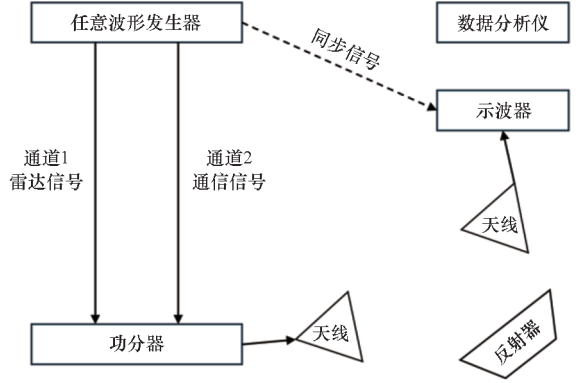 任意波形发生器
数据分析仪
同步信号
示波器
通道1
雷达信号
通道2
通信信号
天线
功分器
天线
反射器